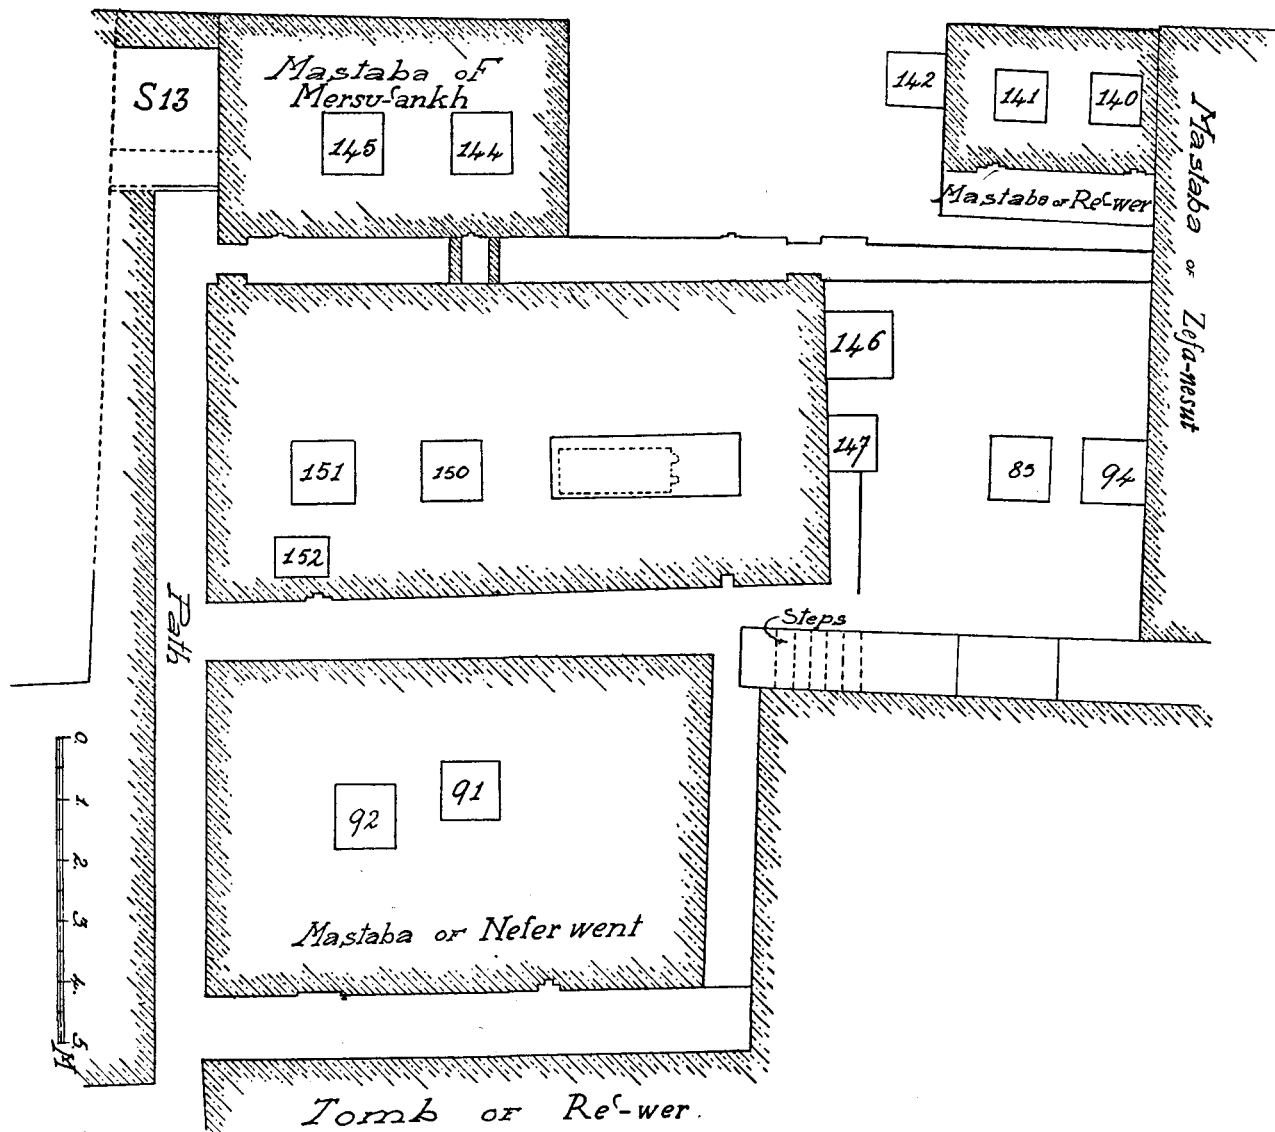 Mastaba of
Mersu-ʿankh
S13
145
144
142
141
140
Mastaba of Reʿ-wer
Mastaba of Zefa-nesut
146
147
151
150
85
94
152
Path
Steps
92
91
Mastaba of Nefer went
0.
1.
2.
3.
4.
5.
M
Tomb of Reʿ-wer.